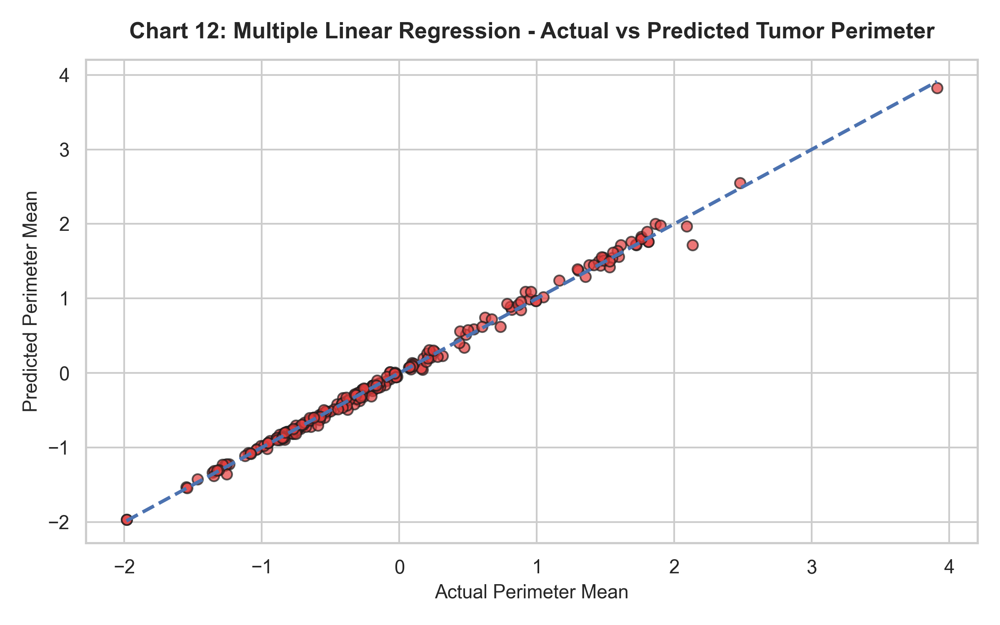 Chart 12: Multiple Linear Regression - Actual vs Predicted Tumor Perimeter
Predicted Perimeter Mean
4
3
2
1
0
−1
−2
−2 −1 0 1 2 3 4
Actual Perimeter Mean